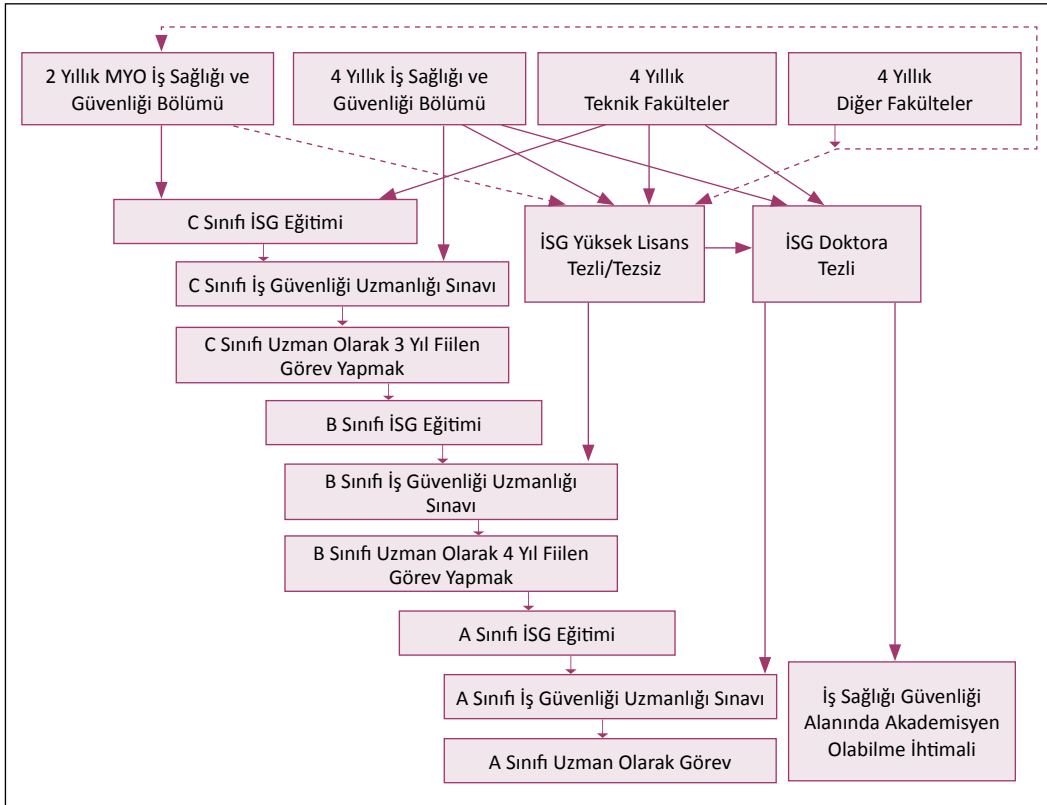 2 Yıllık MYO İş Sağlığı ve
Güvenliği Bölümü
4 Yıllık İş Sağlığı ve
Güvenliği Bölümü
4 Yıllık
Teknik Fakülteler
4 Yıllık
Diğer Fakülteler
C Sınıfı İSG Eğitimi
İSG Yüksek Lisans
Tezli/Tezsiz
İSG Doktora
Tezli
C Sınıfı İş Güvenliği Uzmanlığı Sınavı
C Sınıfı Uzman Olarak 3 Yıl Fiilen
Görev Yapmak
B Sınıfı İSG Eğitimi
B Sınıfı İş Güvenliği Uzmanlığı
Sınavı
B Sınıfı Uzman Olarak 4 Yıl Fiilen
Görev Yapmak
A Sınıfı İSG Eğitimi
A Sınıfı İş Güvenliği Uzmanlığı Sınavı
A Sınıfı Uzman Olarak Görev
İş Sağlığı Güvenliği
Alanında Akademisyen
Olabilme İhtimali